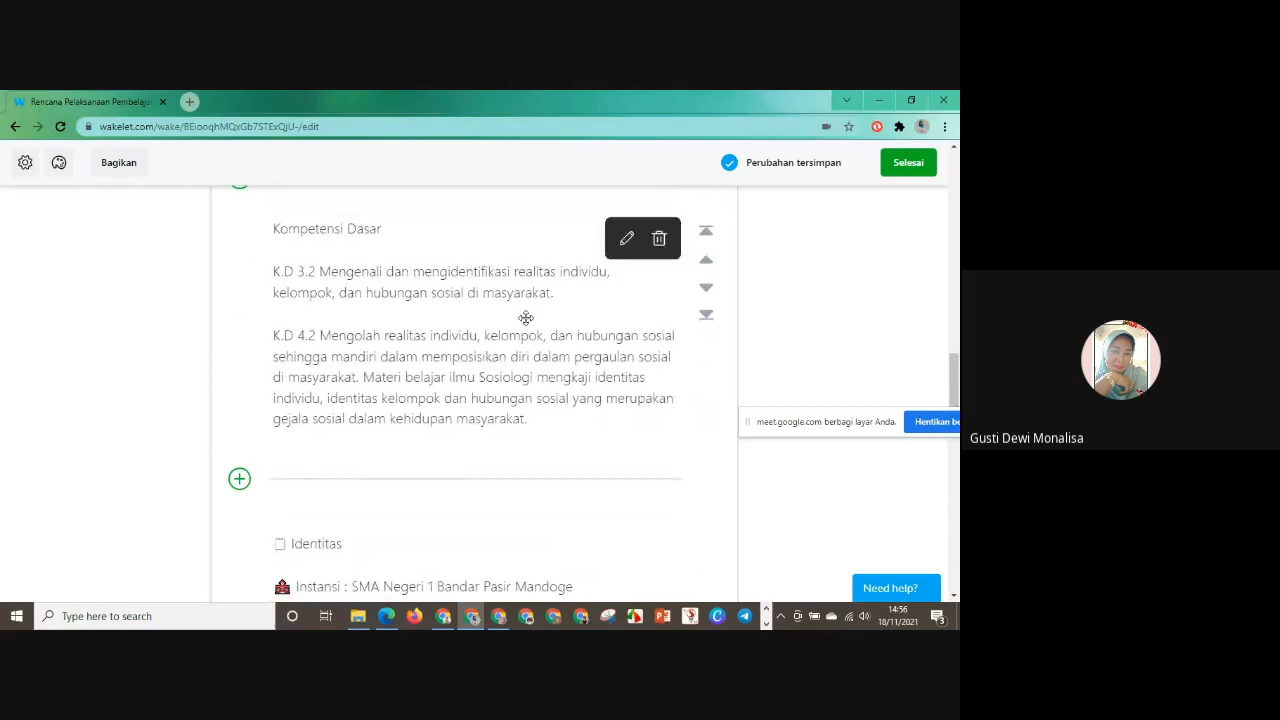 Rencana Pelaksanaan Pembelaja
wakelet.com/wake/BEiooqhMQxGb7STExQjU-/edit
Bagikan
Perubahan tersimpan
Selesai
Kompetensi Dasar
K.D 3.2 Mengenali dan mengidentifikasi realitas individu,
kelompok, dan hubungan sosial di masyarakat.
K.D 4.2 Mengolah realitas individu, kelompok, dan hubungan sosial
sehingga mandiri dalam memposisikan diri dalam pergaulan sosial
di masyarakat. Materi belajar ilmu Sosiologi mengkaji identitas
individu, identitas kelompok dan hubungan sosial yang merupakan
gejala sosial dalam kehidupan masyarakat.
meet.google.com berbagi layar Anda.
Hentikan be
Gusti Dewi Monalisa
Identitas
Instansi : SMA Negeri 1 Bandar Pasir Mandoge
Need help?
Type here to search
14:56
18/11/2021
3